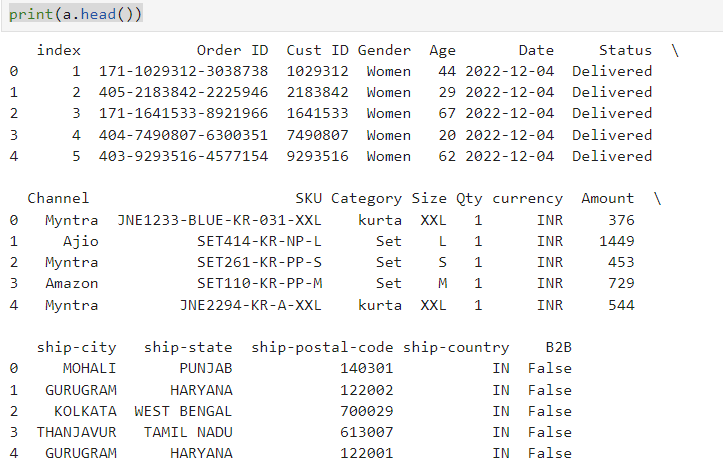 print(a.head())
index Order ID Cust ID Gender Age Date Status \
0 1 171-1029312-3038738 1029312 Women 44 2022-12-04 Delivered
1 2 405-2183842-2225946 2183842 Women 29 2022-12-04 Delivered
2 3 171-1641533-8921966 1641533 Women 67 2022-12-04 Delivered
3 4 404-7490807-6300351 7490807 Women 20 2022-12-04 Delivered
4 5 403-9293516-4577154 9293516 Women 62 2022-12-04 Delivered
Channel SKU Category Size Qty currency Amount \
0 Myntra JNE1233-BLUE-KR-031-XXL kurta XXL 1 INR 376
1 Ajio SET414-KR-NP-L Set L 1 INR 1449
2 Myntra SET261-KR-PP-S Set S 1 INR 453
3 Amazon SET110-KR-PP-M Set M 1 INR 729
4 Myntra JNE2294-KR-A-XXL kurta XXL 1 INR 544
ship-city ship-state ship-postal-code ship-country B2B
0 MOHALI PUNJAB 140301 IN False
1 GURUGRAM HARYANA 122002 IN False
2 KOLKATA WEST BENGAL 700029 IN False
3 THANJAVUR TAMIL NADU 613007 IN False
4 GURUGRAM HARYANA 122001 IN False